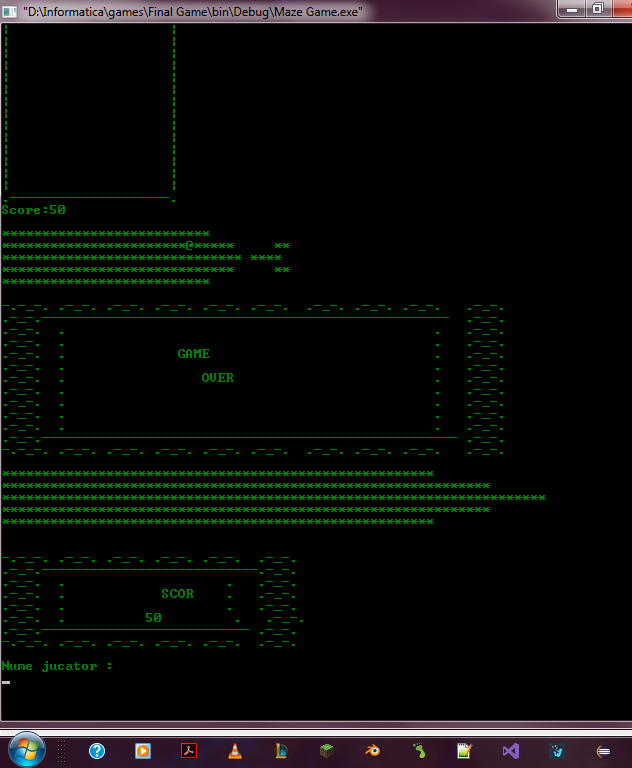 "D:\Informatica\games\Final Game\bin\Debug\Maze Game.exe"
Score:50
GAME
OVER
SCOR
50
Nume jucator :